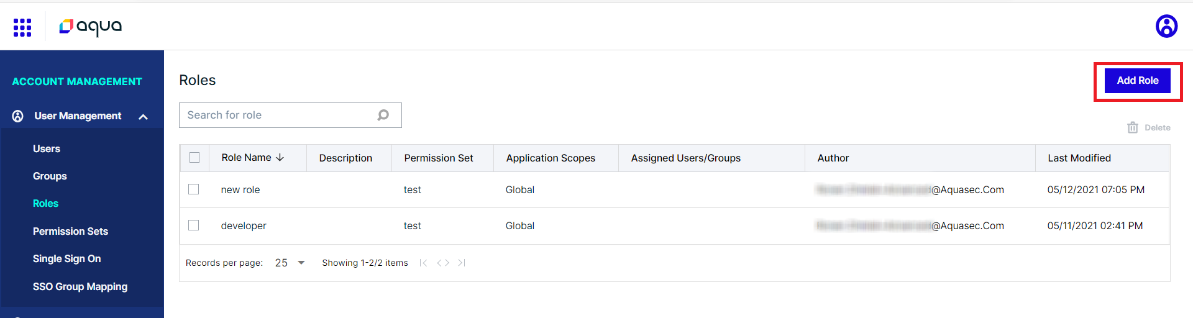 aqua
ACCOUNT MANAGEMENT
User Management
Users
Groups
Roles
Permission Sets
Single Sign On
SSO Group Mapping
Roles
Add Role
Search for role
Delete
Role Name Description Permission Set Application Scopes Assigned Users/Groups Author Last Modified
new role test Global @Aquasec.Com 05/12/2021 07:05 PM
developer test Global @Aquasec.Com 05/11/2021 02:41 PM
Records per page: 25 Showing 1-2/2 items